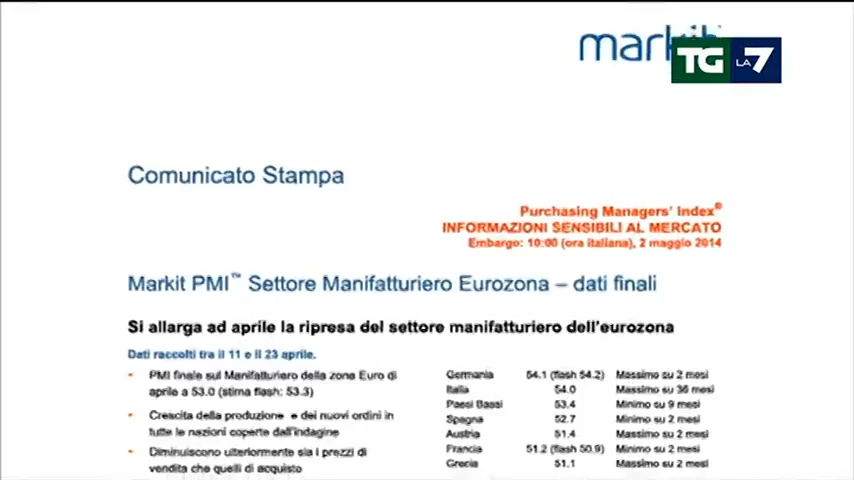 markit
TG LA 7
Comunicato Stampa
Purchasing Managers' Index®
INFORMAZIONI SENSIBILI AL MERCATO
Embargo: 10:00 (ora italiana), 2 maggio 2014
Markit PMI™ Settore Manifatturiero Eurozona – dati finali
Si allarga ad aprile la ripresa del settore manifatturiero dell'eurozona
Dati raccolti tra il 11 e il 23 aprile.
• PMI finale sul Manifatturiero della zona Euro di
aprile a 53.0 (stima flash: 53.3)
• Crescita della produzione e dei nuovi ordini in
tutte le nazioni coperte dall'indagine
• Diminuiscono ulteriormente sia i prezzi di
vendita che quelli di acquisto
Germania 54.1 (flash 54.2) Massimo su 2 mesi
Italia 54.0 Massimo su 36 mesi
Paesi Bassi 53.4 Minimo su 9 mesi
Spagna 52.7 Minimo su 2 mesi
Austria 51.4 Massimo su 2 mesi
Francia 51.2 (flash 50.9) Minimo su 2 mesi
Grecia 51.1 Massimo su 2 mesi